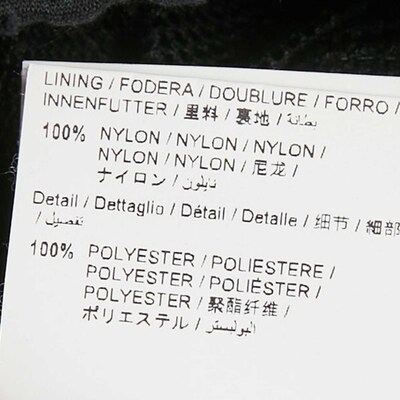 LINING / FODERA / DOUBLURE / FORRO /
INNENFUTTER / 里料 / 裏地 / بطانة /
100% NYLON / NYLON / NYLON /
NYLON / NYLON / 尼龙 /
ナイロン / نايلون /
Detail / Dettaglio / Détail / Detalle / 细节 / 細部
/ تفصيل /
100% POLYESTER / POLIESTERE /
POLYESTER / POLIÉSTER /
POLYESTER / 聚酯纤维 /
ポリエステル / البوليستر /